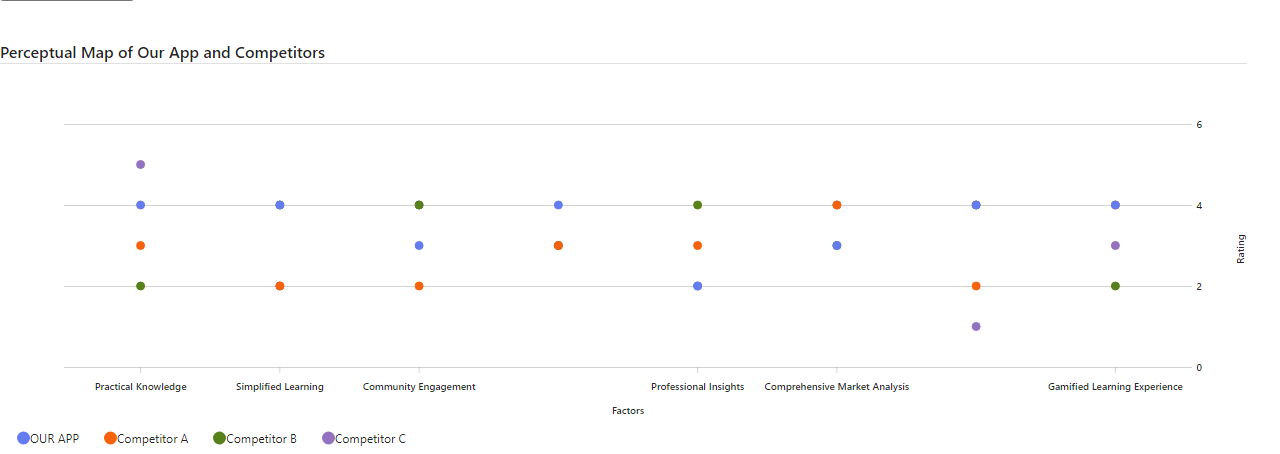 Perceptual Map of Our App and Competitors
6
4
2
0
Rating
Practical Knowledge
Simplified Learning
Community Engagement
Professional Insights
Comprehensive Market Analysis
Gamified Learning Experience
Factors
OUR APP
Competitor A
Competitor B
Competitor C